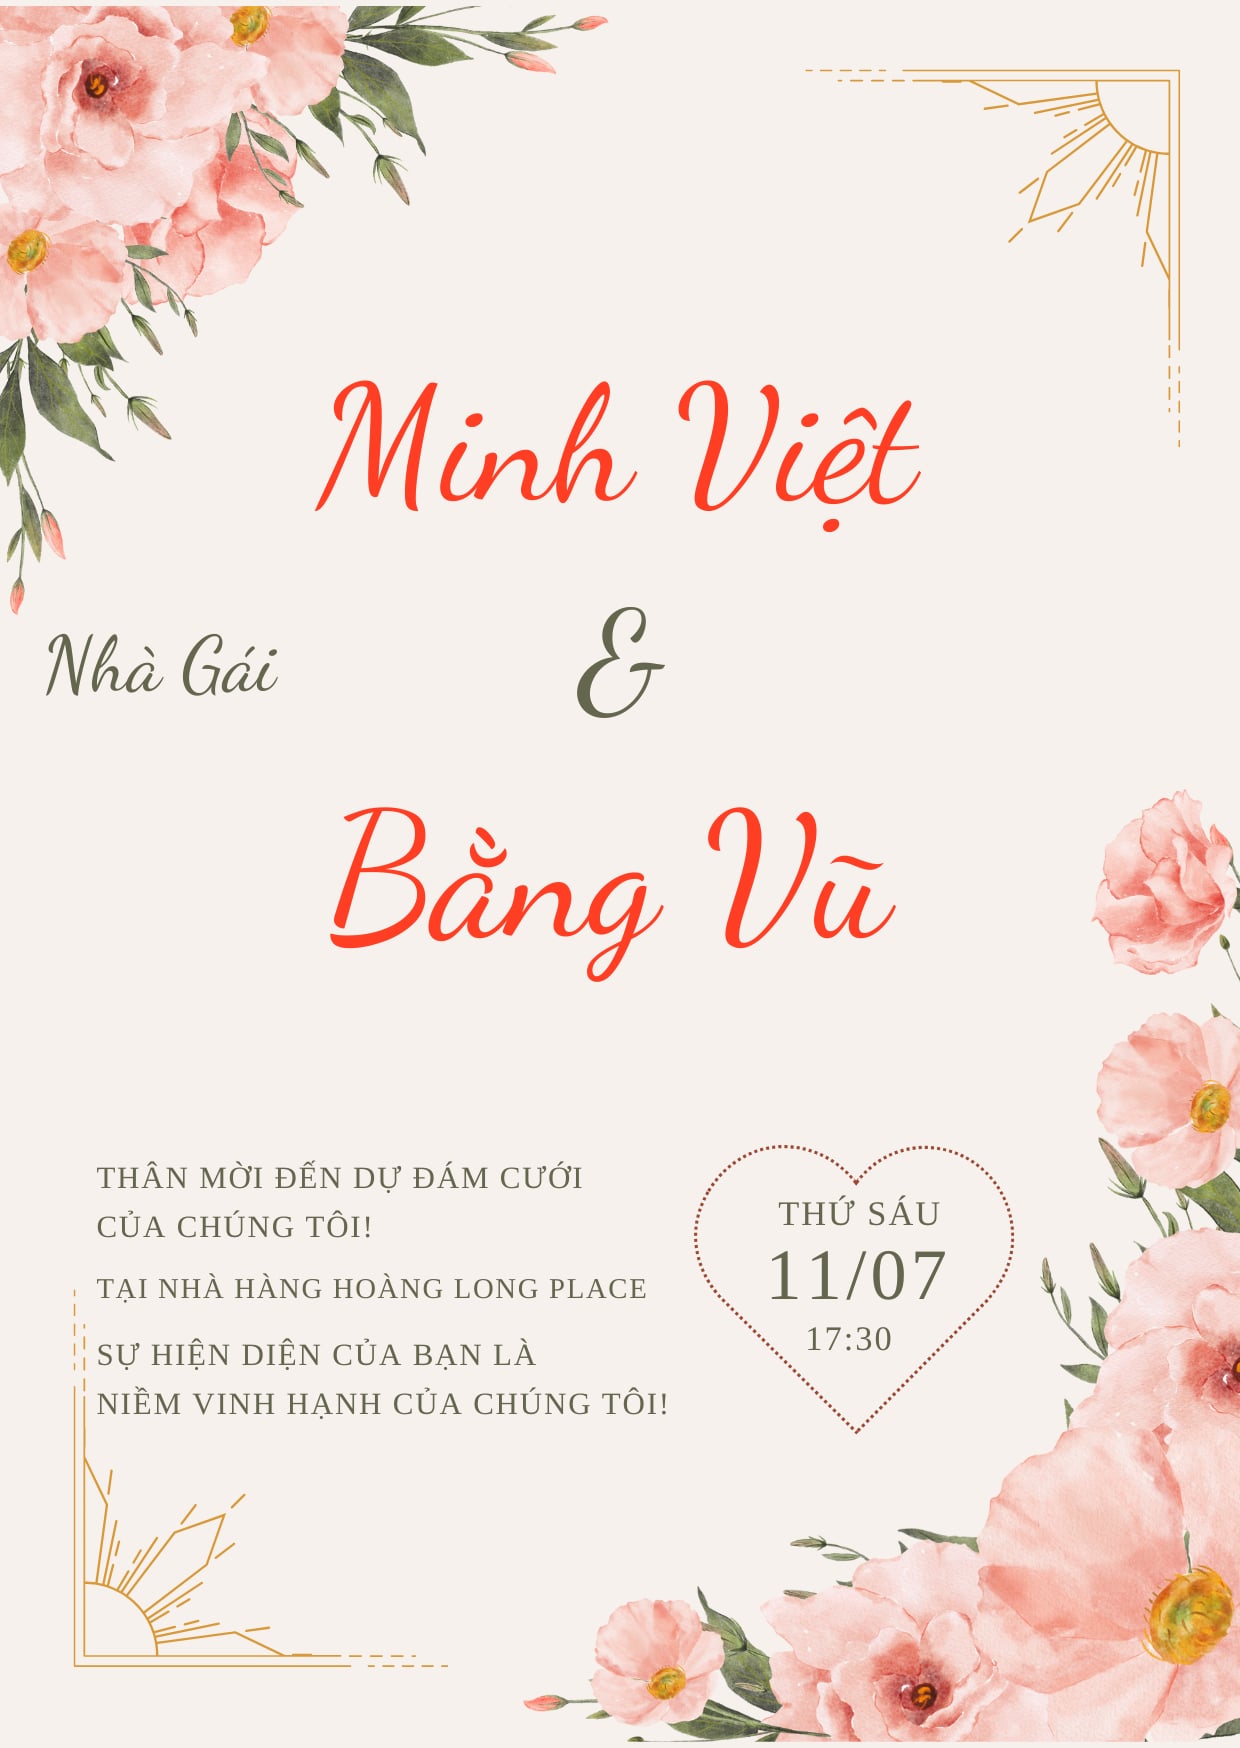 Minh Việt
Nhà Gái
&
Bằng Vũ
THÂN MỜI ĐẾN DỰ ĐÁM CƯỚI
CỦA CHÚNG TÔI!
TẠI NHÀ HÀNG HOÀNG LONG PLACE
SỰ HIỆN DIỆN CỦA BẠN LÀ
NIỀM VINH HẠNH CỦA CHÚNG TÔI!
THỨ SÁU
11/07
17:30